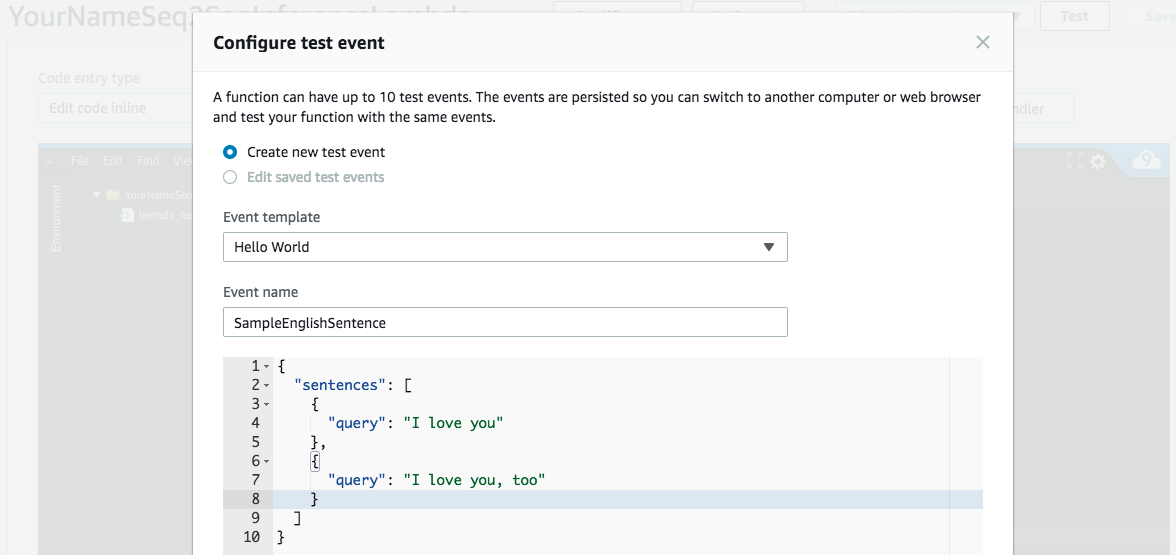 YourNameSeq2SeqInferenceLambda
Test
Save
Configure test event
Code entry type
Edit code inline
A function can have up to 10 test events. The events are persisted so you can switch to another computer or web browser
and test your function with the same events.
Create new test event
Edit saved test events
File Edit Find
Environment
YourNameSeq
lambda_fu
Event template
Hello World
Event name
SampleEnglishSentence
1 {
2 "sentences": [
3 {
4 "query": "I love you"
5 },
6 {
7 "query": "I love you, too"
8 }
9 ]
10 }